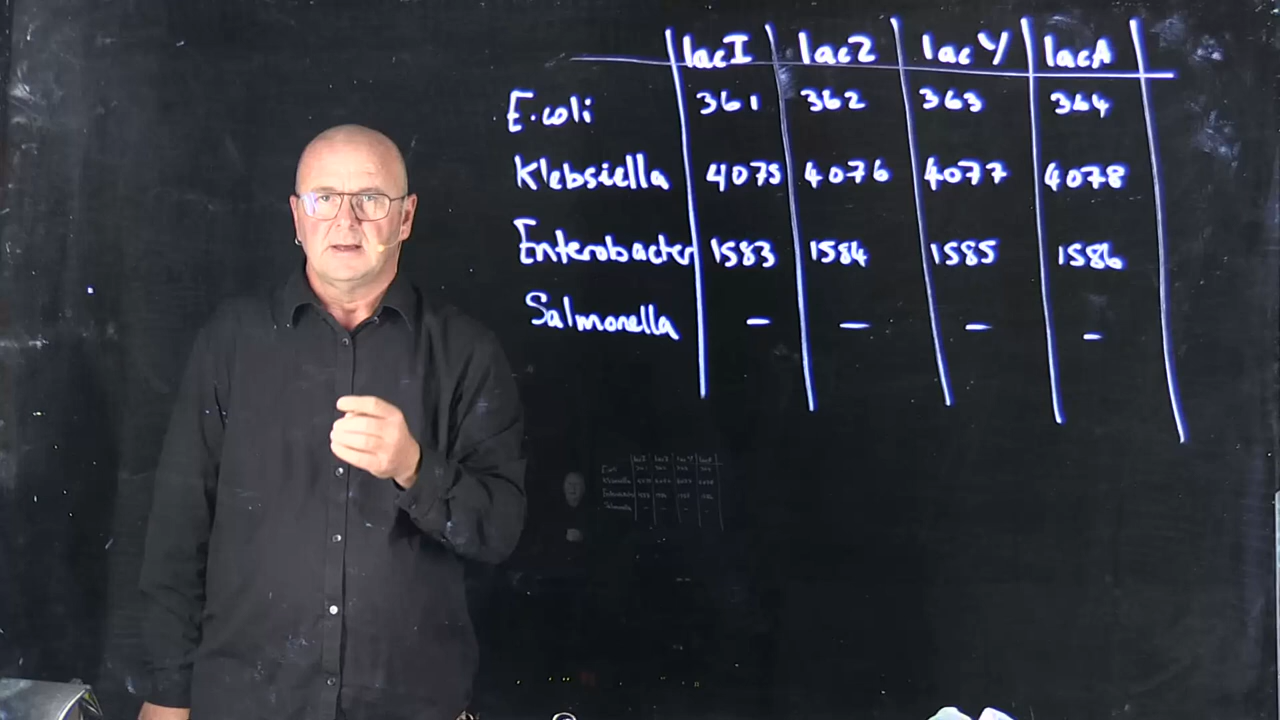 lacI lacZ lacY lacA
E.coli 361 362 363 364
Klebsiella 4075 4076 4077 4078
Enterobacter 1583 1584 1585 1586
Salmonella - - - -